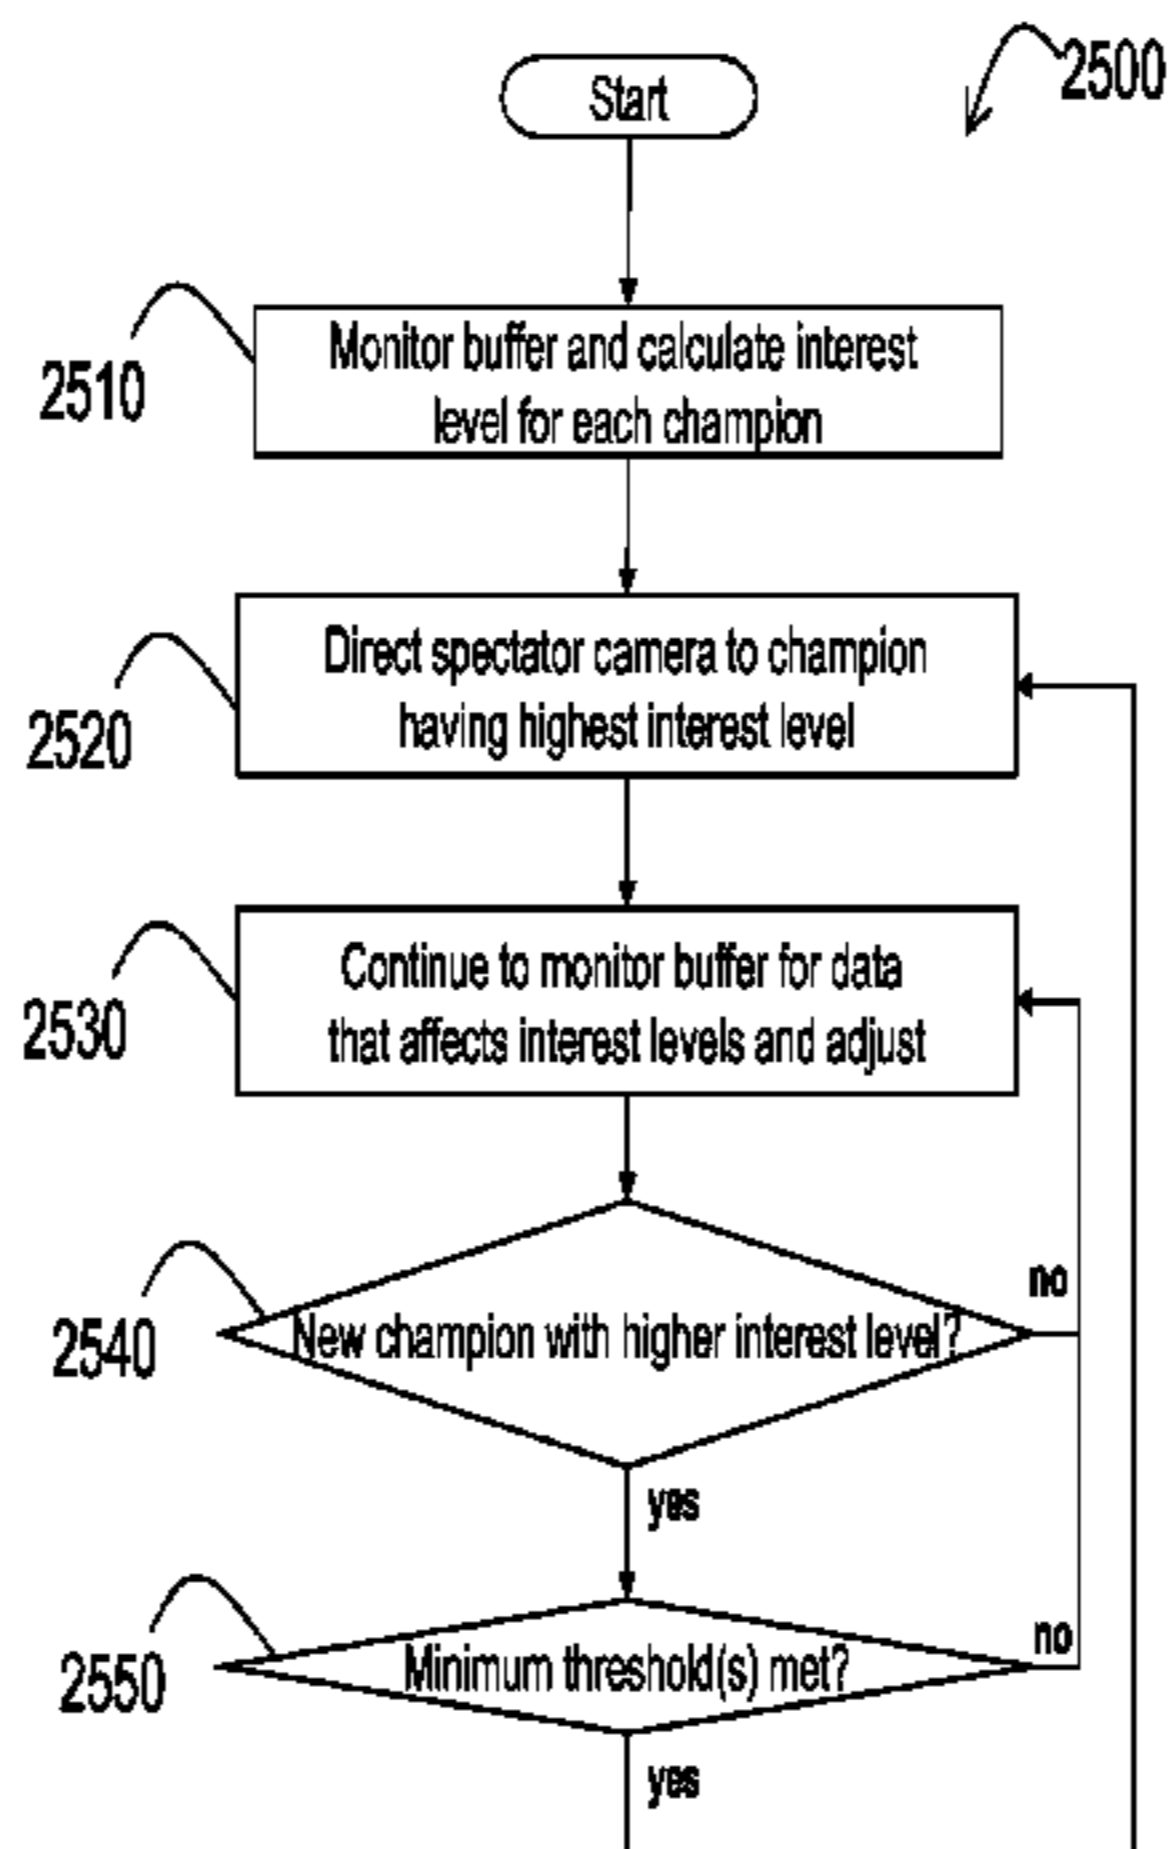 2500
Start
2510
Monitor buffer and calculate interest
level for each champion
2520
Direct spectator camera to champion
having highest interest level
2530
Continue to monitor buffer for data
that affects interest levels and adjust
no
2540
New champion with higher interest level?
yes
no
2550
Minimum threshold(s) met?
yes